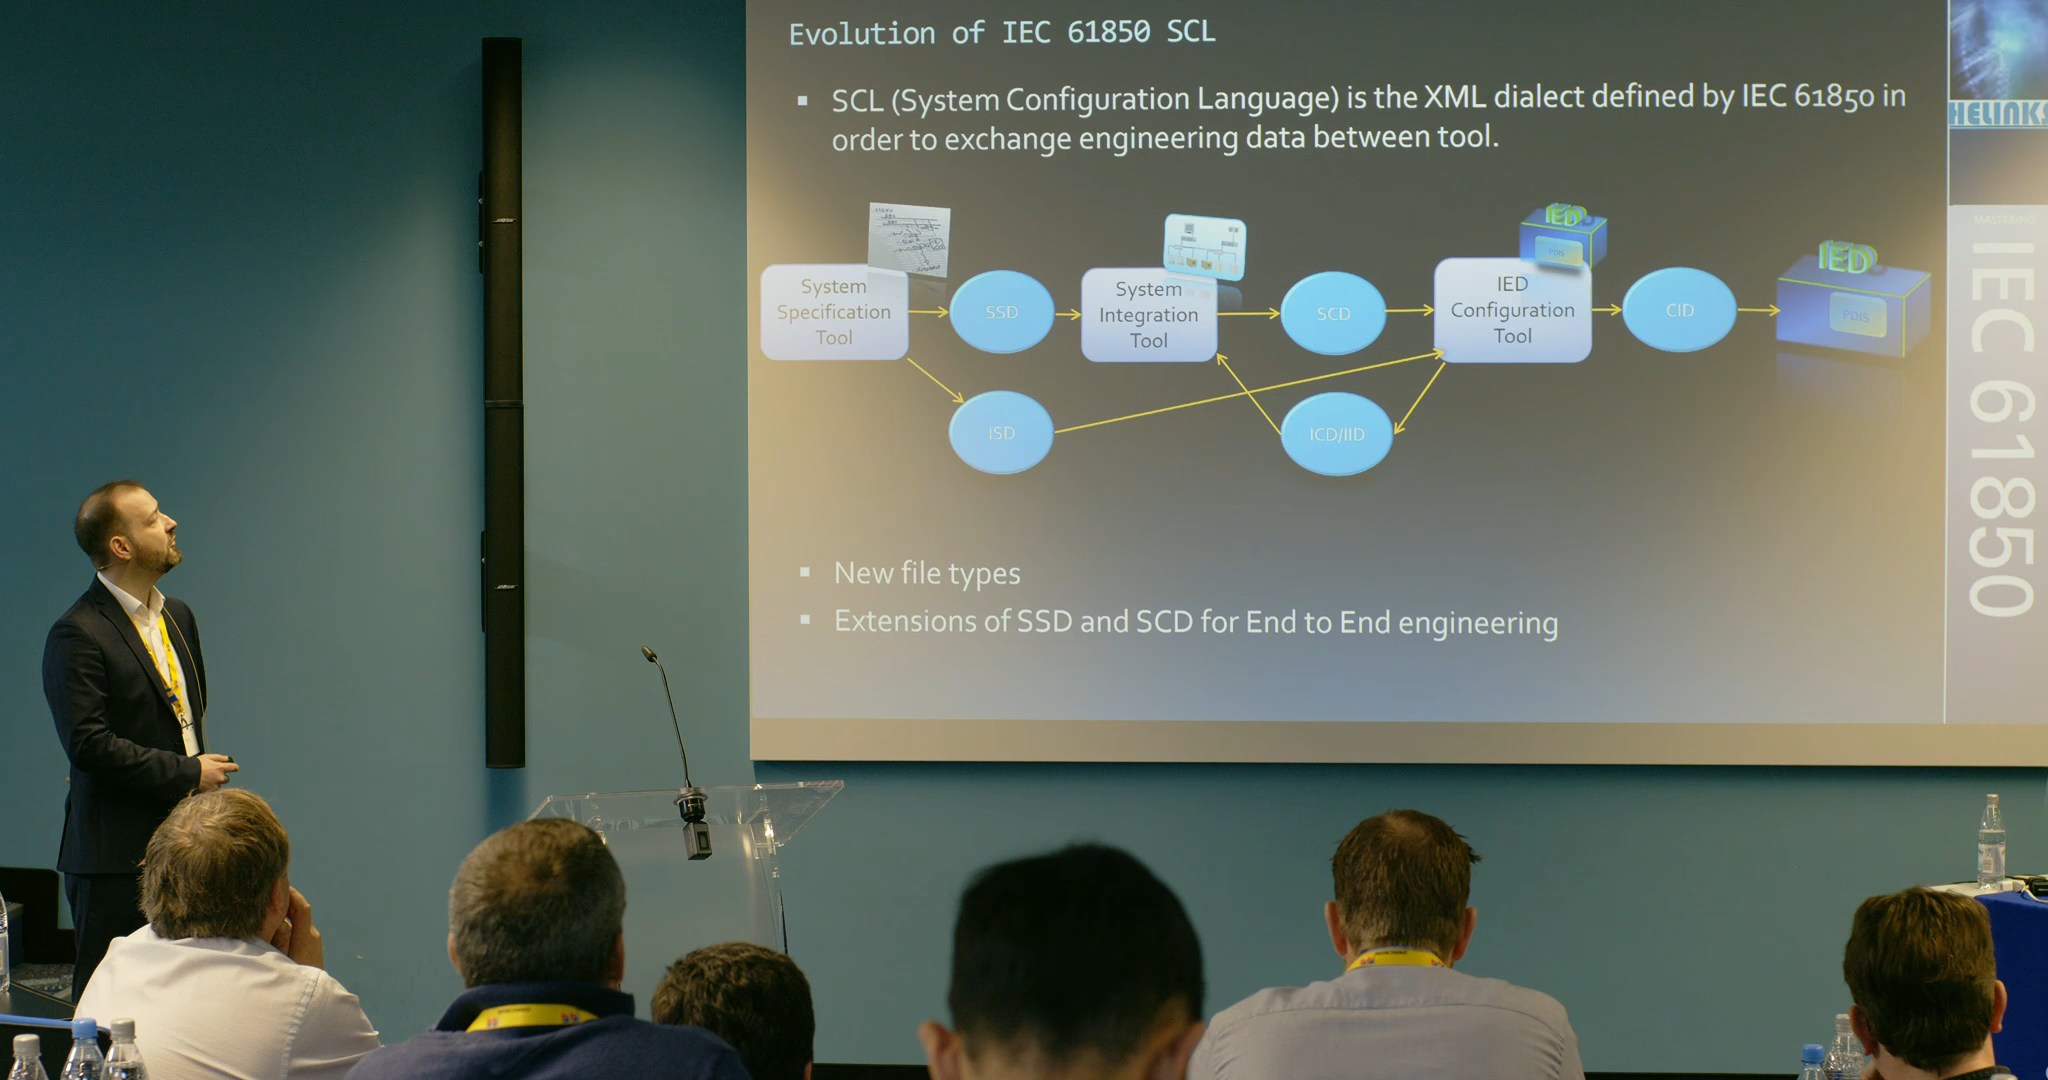 Evolution of IEC 61850 SCL
▪ SCL (System Configuration Language) is the XML dialect defined by IEC 61850 in
order to exchange engineering data between tool.
System
Specification
Tool
SSD
System
Integration
Tool
SCD
IED
PDIS
IED
Configuration
Tool
CID
IED
PDIS
ISD
ICD/IID
▪ New file types
▪ Extensions of SSD and SCD for End to End engineering
HELINKS
MASTERING
IEC 61850